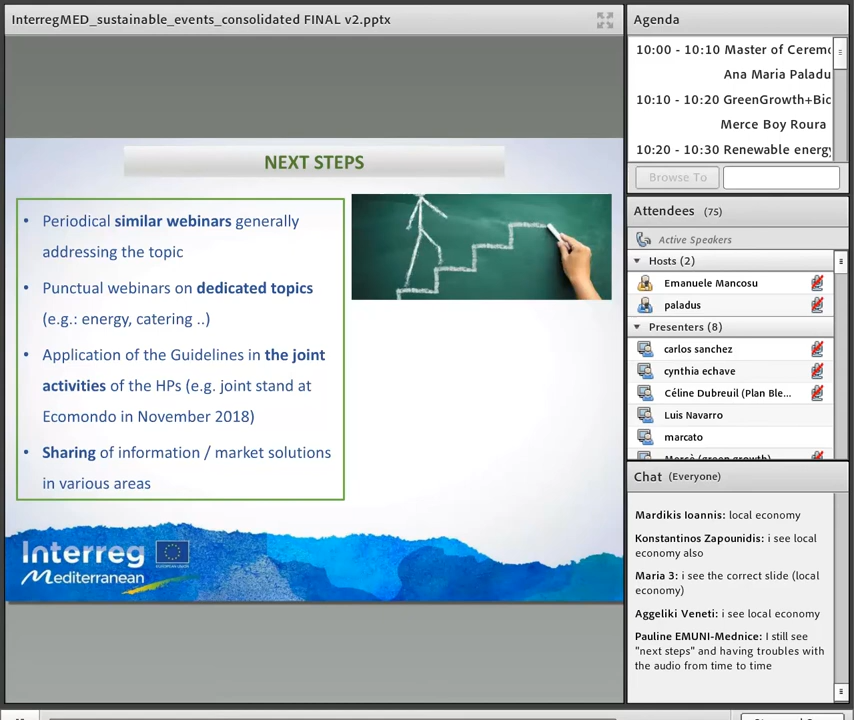 InterregMED_sustainable_events_consolidated FINAL v2.pptx
NEXT STEPS
• Periodical similar webinars generally
addressing the topic
• Punctual webinars on dedicated topics
(e.g.: energy, catering ..)
• Application of the Guidelines in the joint
activities of the HPs (e.g. joint stand at
Ecomondo in November 2018)
• Sharing of information / market solutions
in various areas
Interreg
Mediterranean
EUROPEAN UNION
Agenda
10:00 - 10:10 Master of Cerem
Ana Maria Paladu
10:10 - 10:20 GreenGrowth+Bio
Merce Boy Roura
10:20 - 10:30 Renewable energy
Browse To
Attendees (75)
Active Speakers
Hosts (2)
Emanuele Mancosu
paladus
Presenters (8)
carlos sanchez
cynthia echave
Céline Dubreuil (Plan Ble...
Luis Navarro
marcato
Mercè (green growth)
Chat (Everyone)
Mardikis Ioannis: local economy
Konstantinos Zapounidis: i see local
economy also
Maria 3: i see the correct slide (local
economy)
Aggeliki Veneti: i see local economy
Pauline EMUNI-Mednice: I still see
"next steps" and having troubles with
the audio from time to time